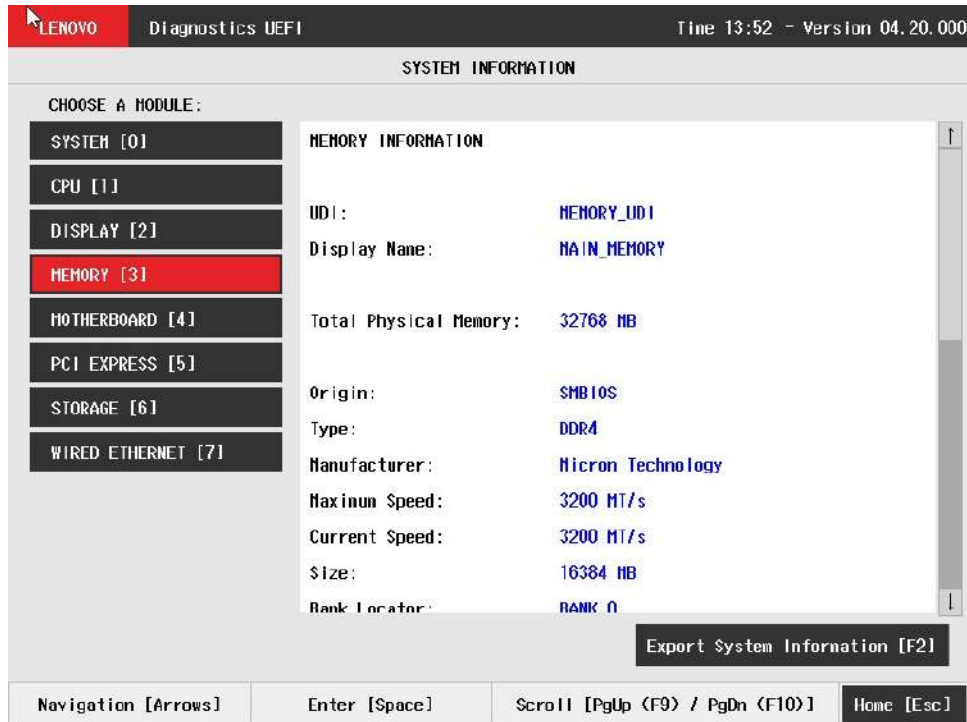 LENOVO Diagnostics UEFI Time 13:52 - Version 04.20.000
SYSTEM INFORMATION
CHOOSE A MODULE:
SYSTEM [0]
CPU [1]
DISPLAY [2]
MEMORY [3]
MOTHERBOARD [4]
PCI EXPRESS [5]
STORAGE [6]
WIRED ETHERNET [7]
MEMORY INFORMATION
UDI: MEMORY_UDI
Display Name: MAIN_MEMORY
Total Physical Memory: 32768 MB
Origin: SMBIOS
Type: DDR4
Manufacturer: Micron Technology
Maximum Speed: 3200 MT/s
Current Speed: 3200 MT/s
Size: 16384 MB
Bank Locator: BANK 0
Export System Information [F2]
Navigation [Arrows] Enter [Space] Scroll [PgUp (F9) / PgDn (F10)] Home [Esc]